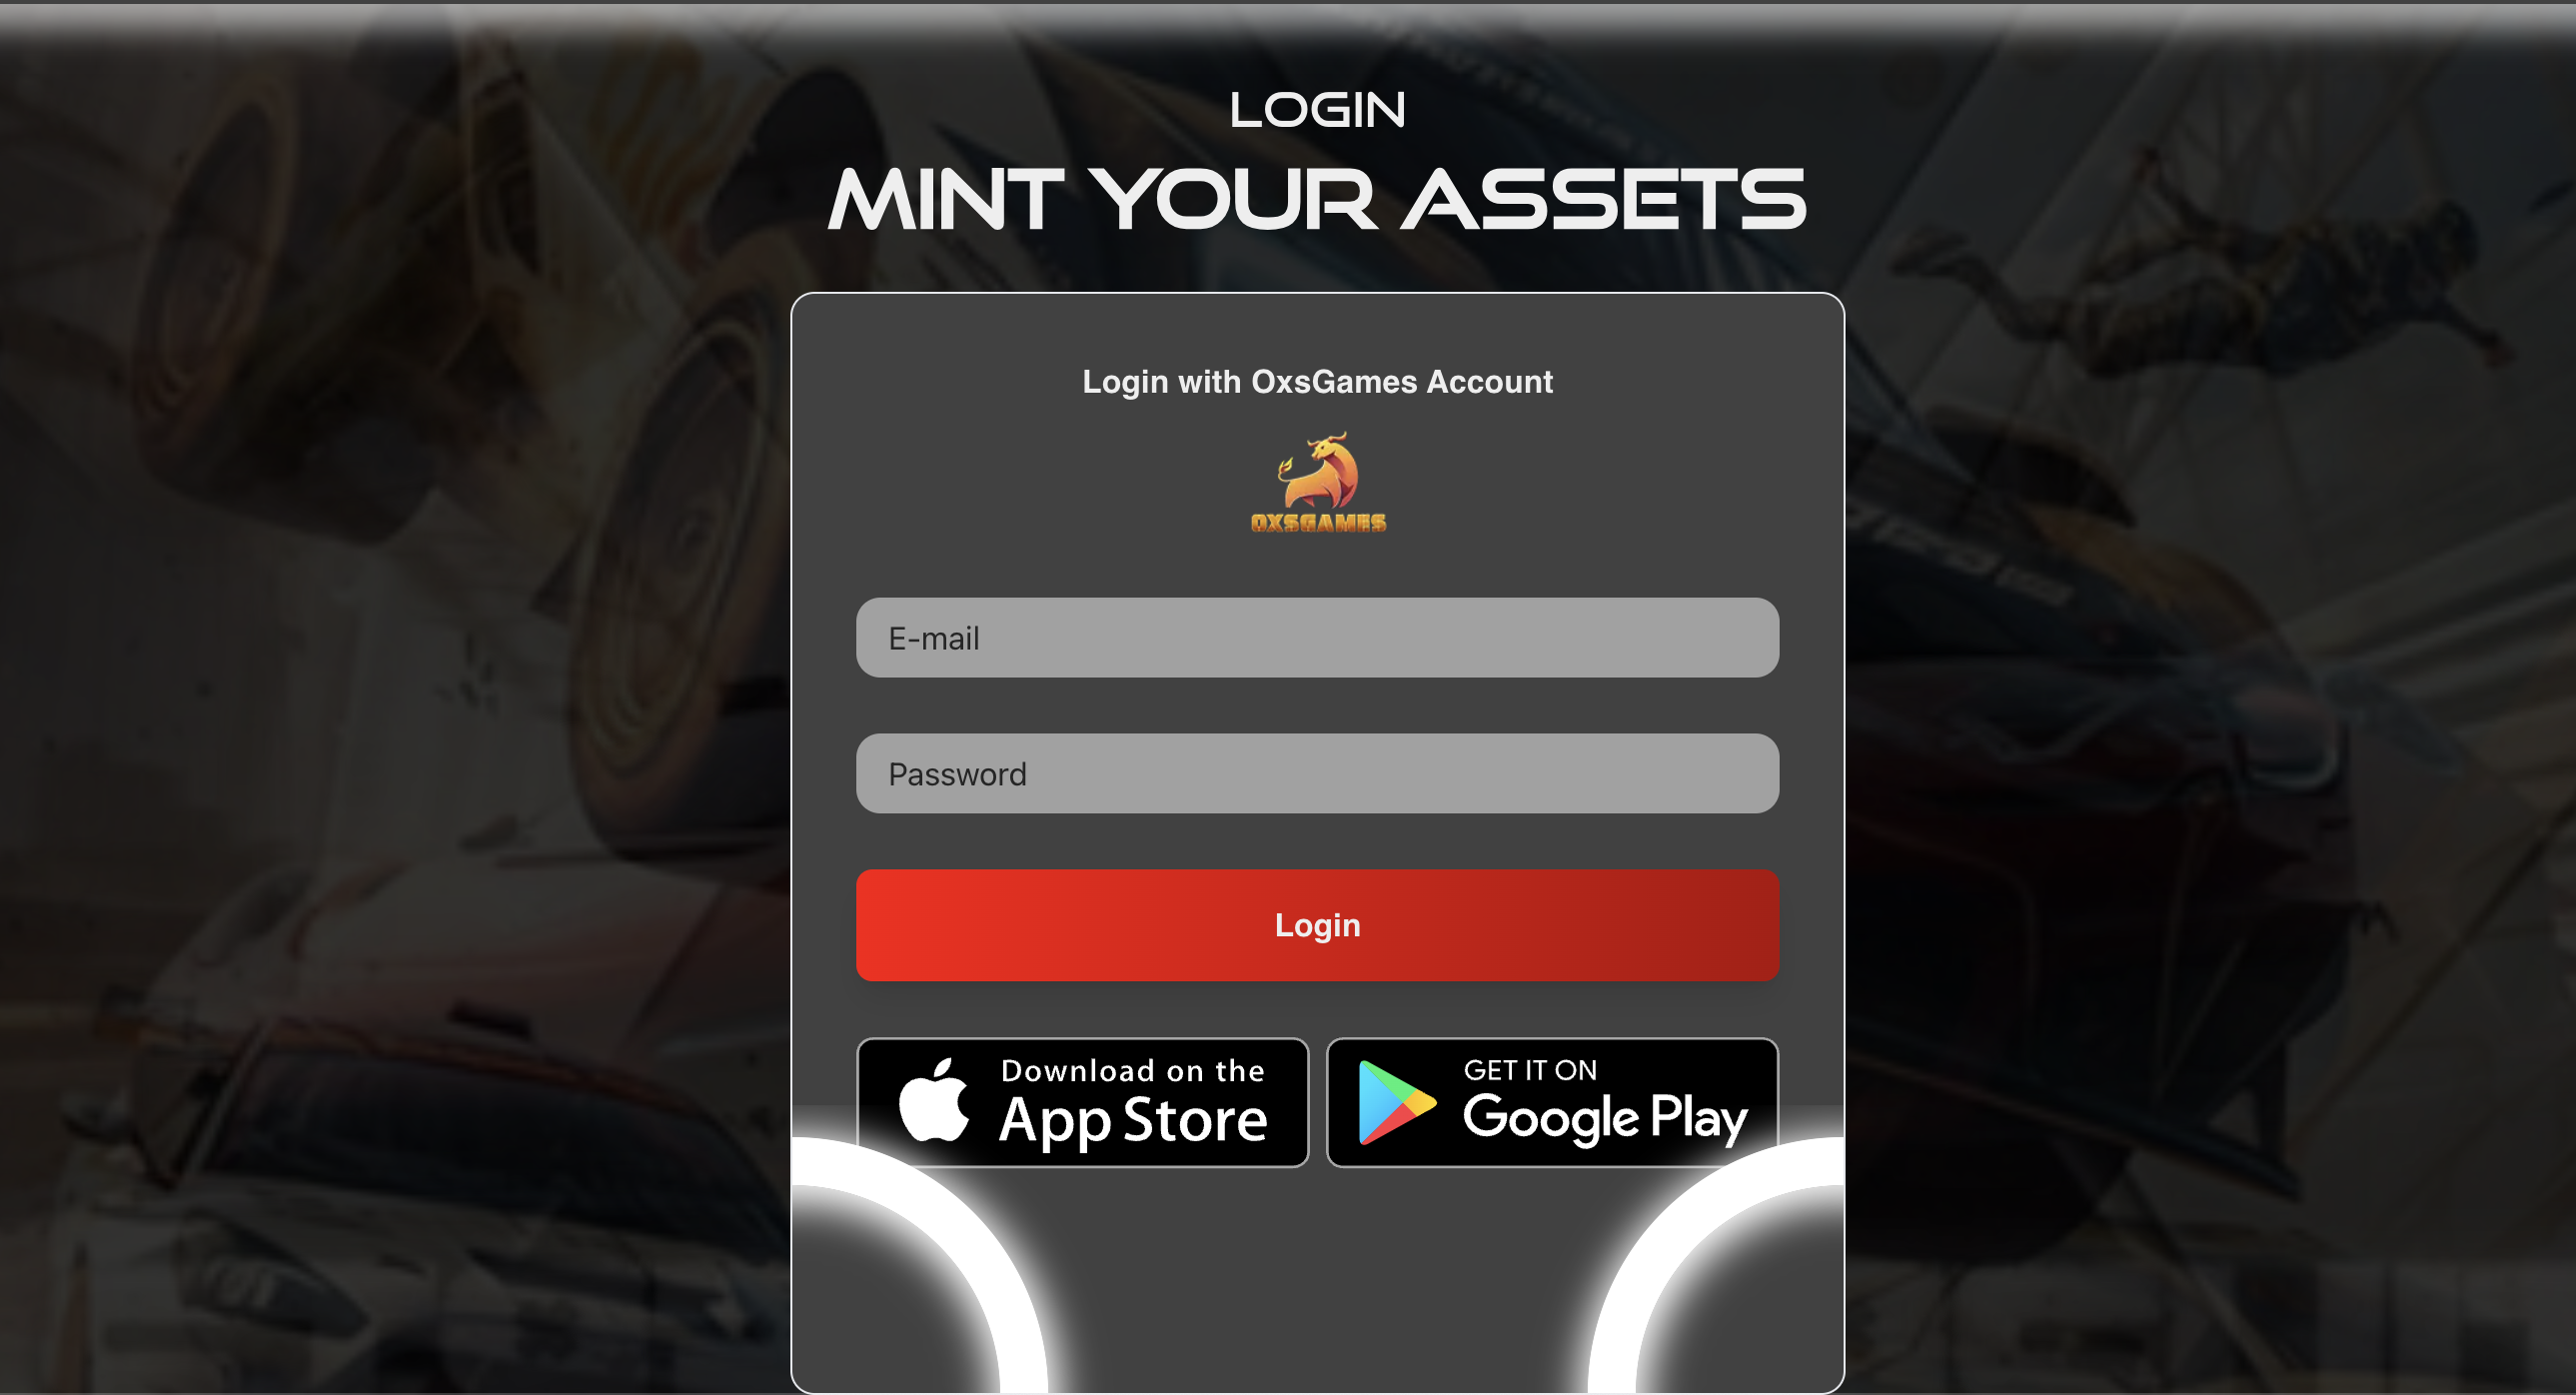 LOGIN
MINT YOUR ASSETS
Login with OxsGames Account
OXSGAMES
E-mail
Password
Login
Download on the
App Store
GET IT ON
Google Play